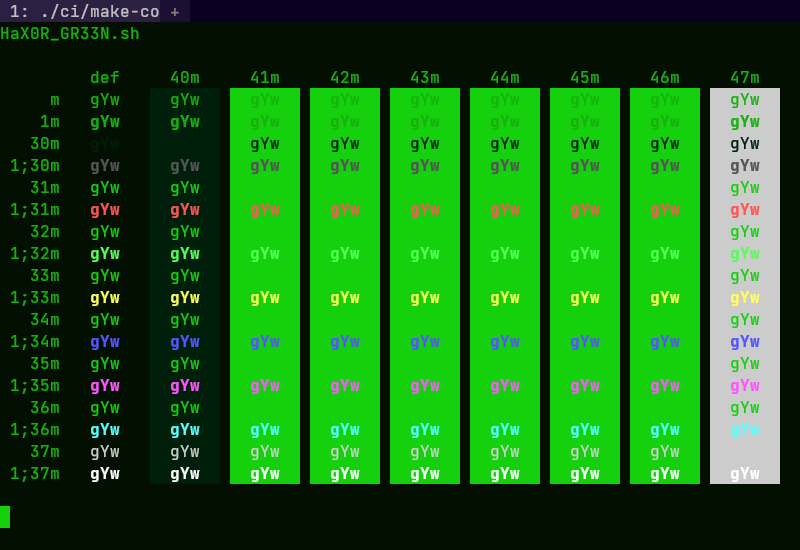 1: ./ci/make-co +
HaX0R_GR33N.sh
def 40m 41m 42m 43m 44m 45m 46m 47m
m gYw gYw gYw gYw gYw gYw gYw gYw gYw
1m gYw gYw gYw gYw gYw gYw gYw gYw gYw
30m gYw gYw gYw gYw gYw gYw gYw gYw
1;30m gYw gYw gYw gYw gYw gYw gYw gYw gYw
31m gYw gYw gYw
1;31m gYw gYw gYw gYw gYw gYw gYw gYw gYw
32m gYw gYw gYw
1;32m gYw gYw gYw gYw gYw gYw gYw gYw gYw
33m gYw gYw gYw
1;33m gYw gYw gYw gYw gYw gYw gYw gYw gYw
34m gYw gYw gYw
1;34m gYw gYw gYw gYw gYw gYw gYw gYw gYw
35m gYw gYw gYw
1;35m gYw gYw gYw gYw gYw gYw gYw gYw gYw
36m gYw gYw gYw
1;36m gYw gYw gYw gYw gYw gYw gYw gYw gYw
37m gYw gYw gYw gYw gYw gYw gYw gYw
1;37m gYw gYw gYw gYw gYw gYw gYw gYw gYw